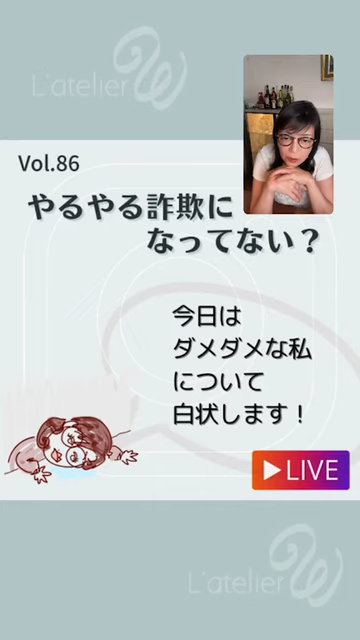 L'atelier W
Vol.86
やるやる詐欺に
なってない？
今日は
ダメダメな私
について
白状します！
LIVE
L'atelier W